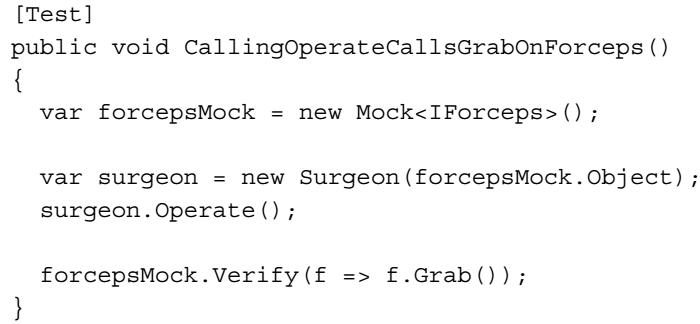 [Test]
public void CallingOperateCallsGrabOnForceps()
{
  var forcepsMock = new Mock<IForceps>();
  var surgeon = new Surgeon(forcepsMock.Object);
  surgeon.Operate();
  forcepsMock.Verify(f => f.Grab());
}